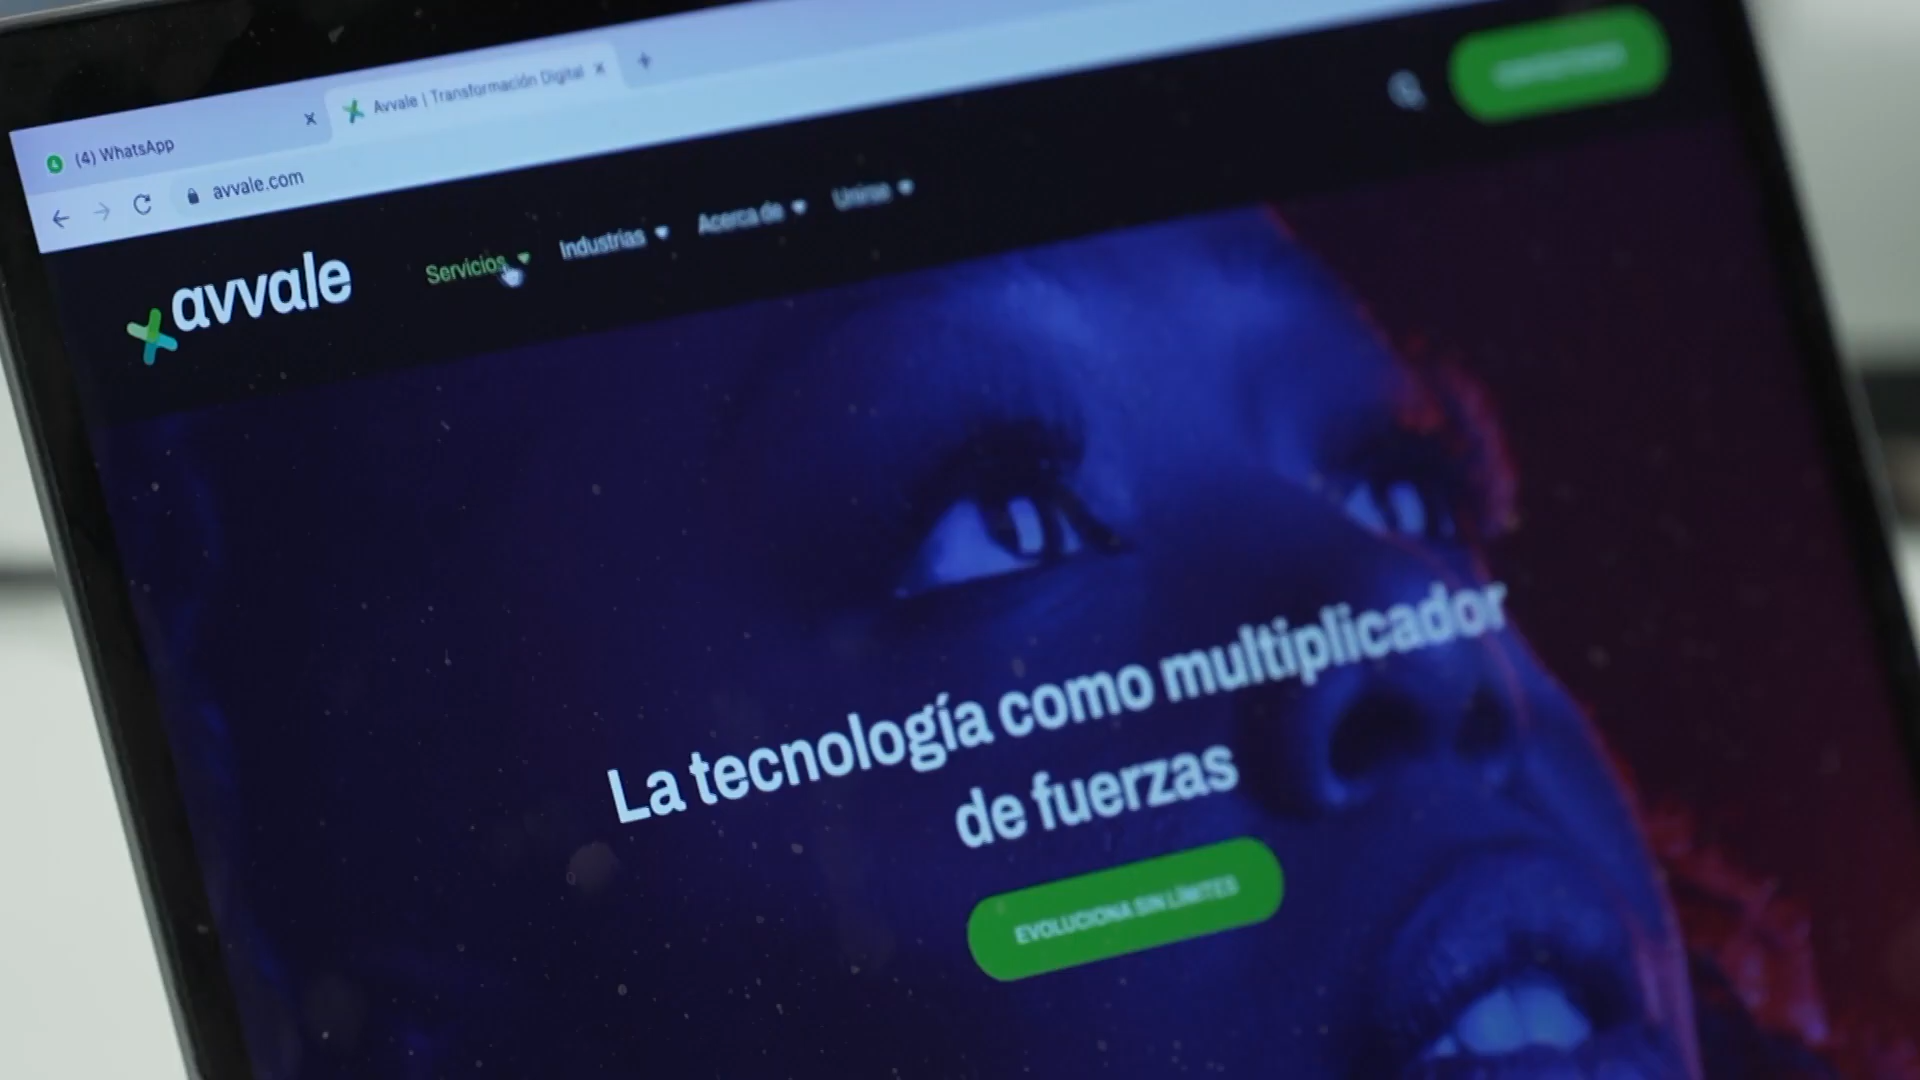 (4) WhatsApp
Avvale | Transformación Digital
avvale.com
avvale
Servicios
Industrias
Acerca de
Unirse
La tecnología como multiplicador
de fuerzas
EVOLUCIONA SIN LÍMITES